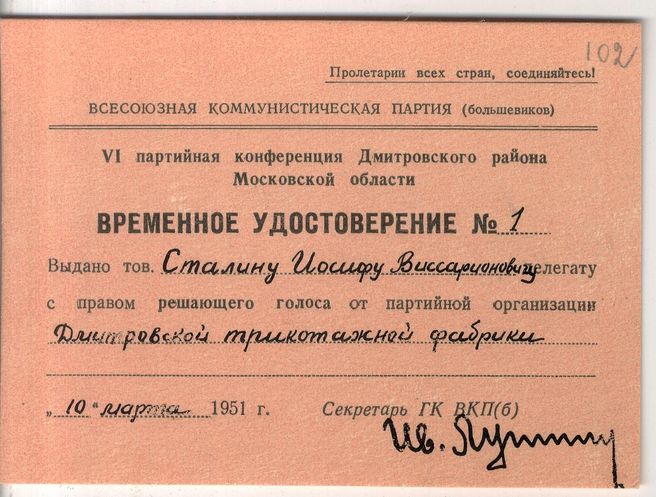 102
Пролетарии всех стран, соединяйтесь!
ВСЕСОЮЗНАЯ КОММУНИСТИЧЕСКАЯ ПАРТИЯ (большевиков)
VI партийная конференция Дмитровского района
Московской области
ВРЕМЕННОЕ УДОСТОВЕРЕНИЕ № 1
Выдано тов. Сталину Иосифу Виссарионовичу делегату
с правом решающего голоса от партийной организации
Дмитровской трикотажной фабрики
„10" марта 1951 г. Секретарь ГК ВКП(б)
Ив.